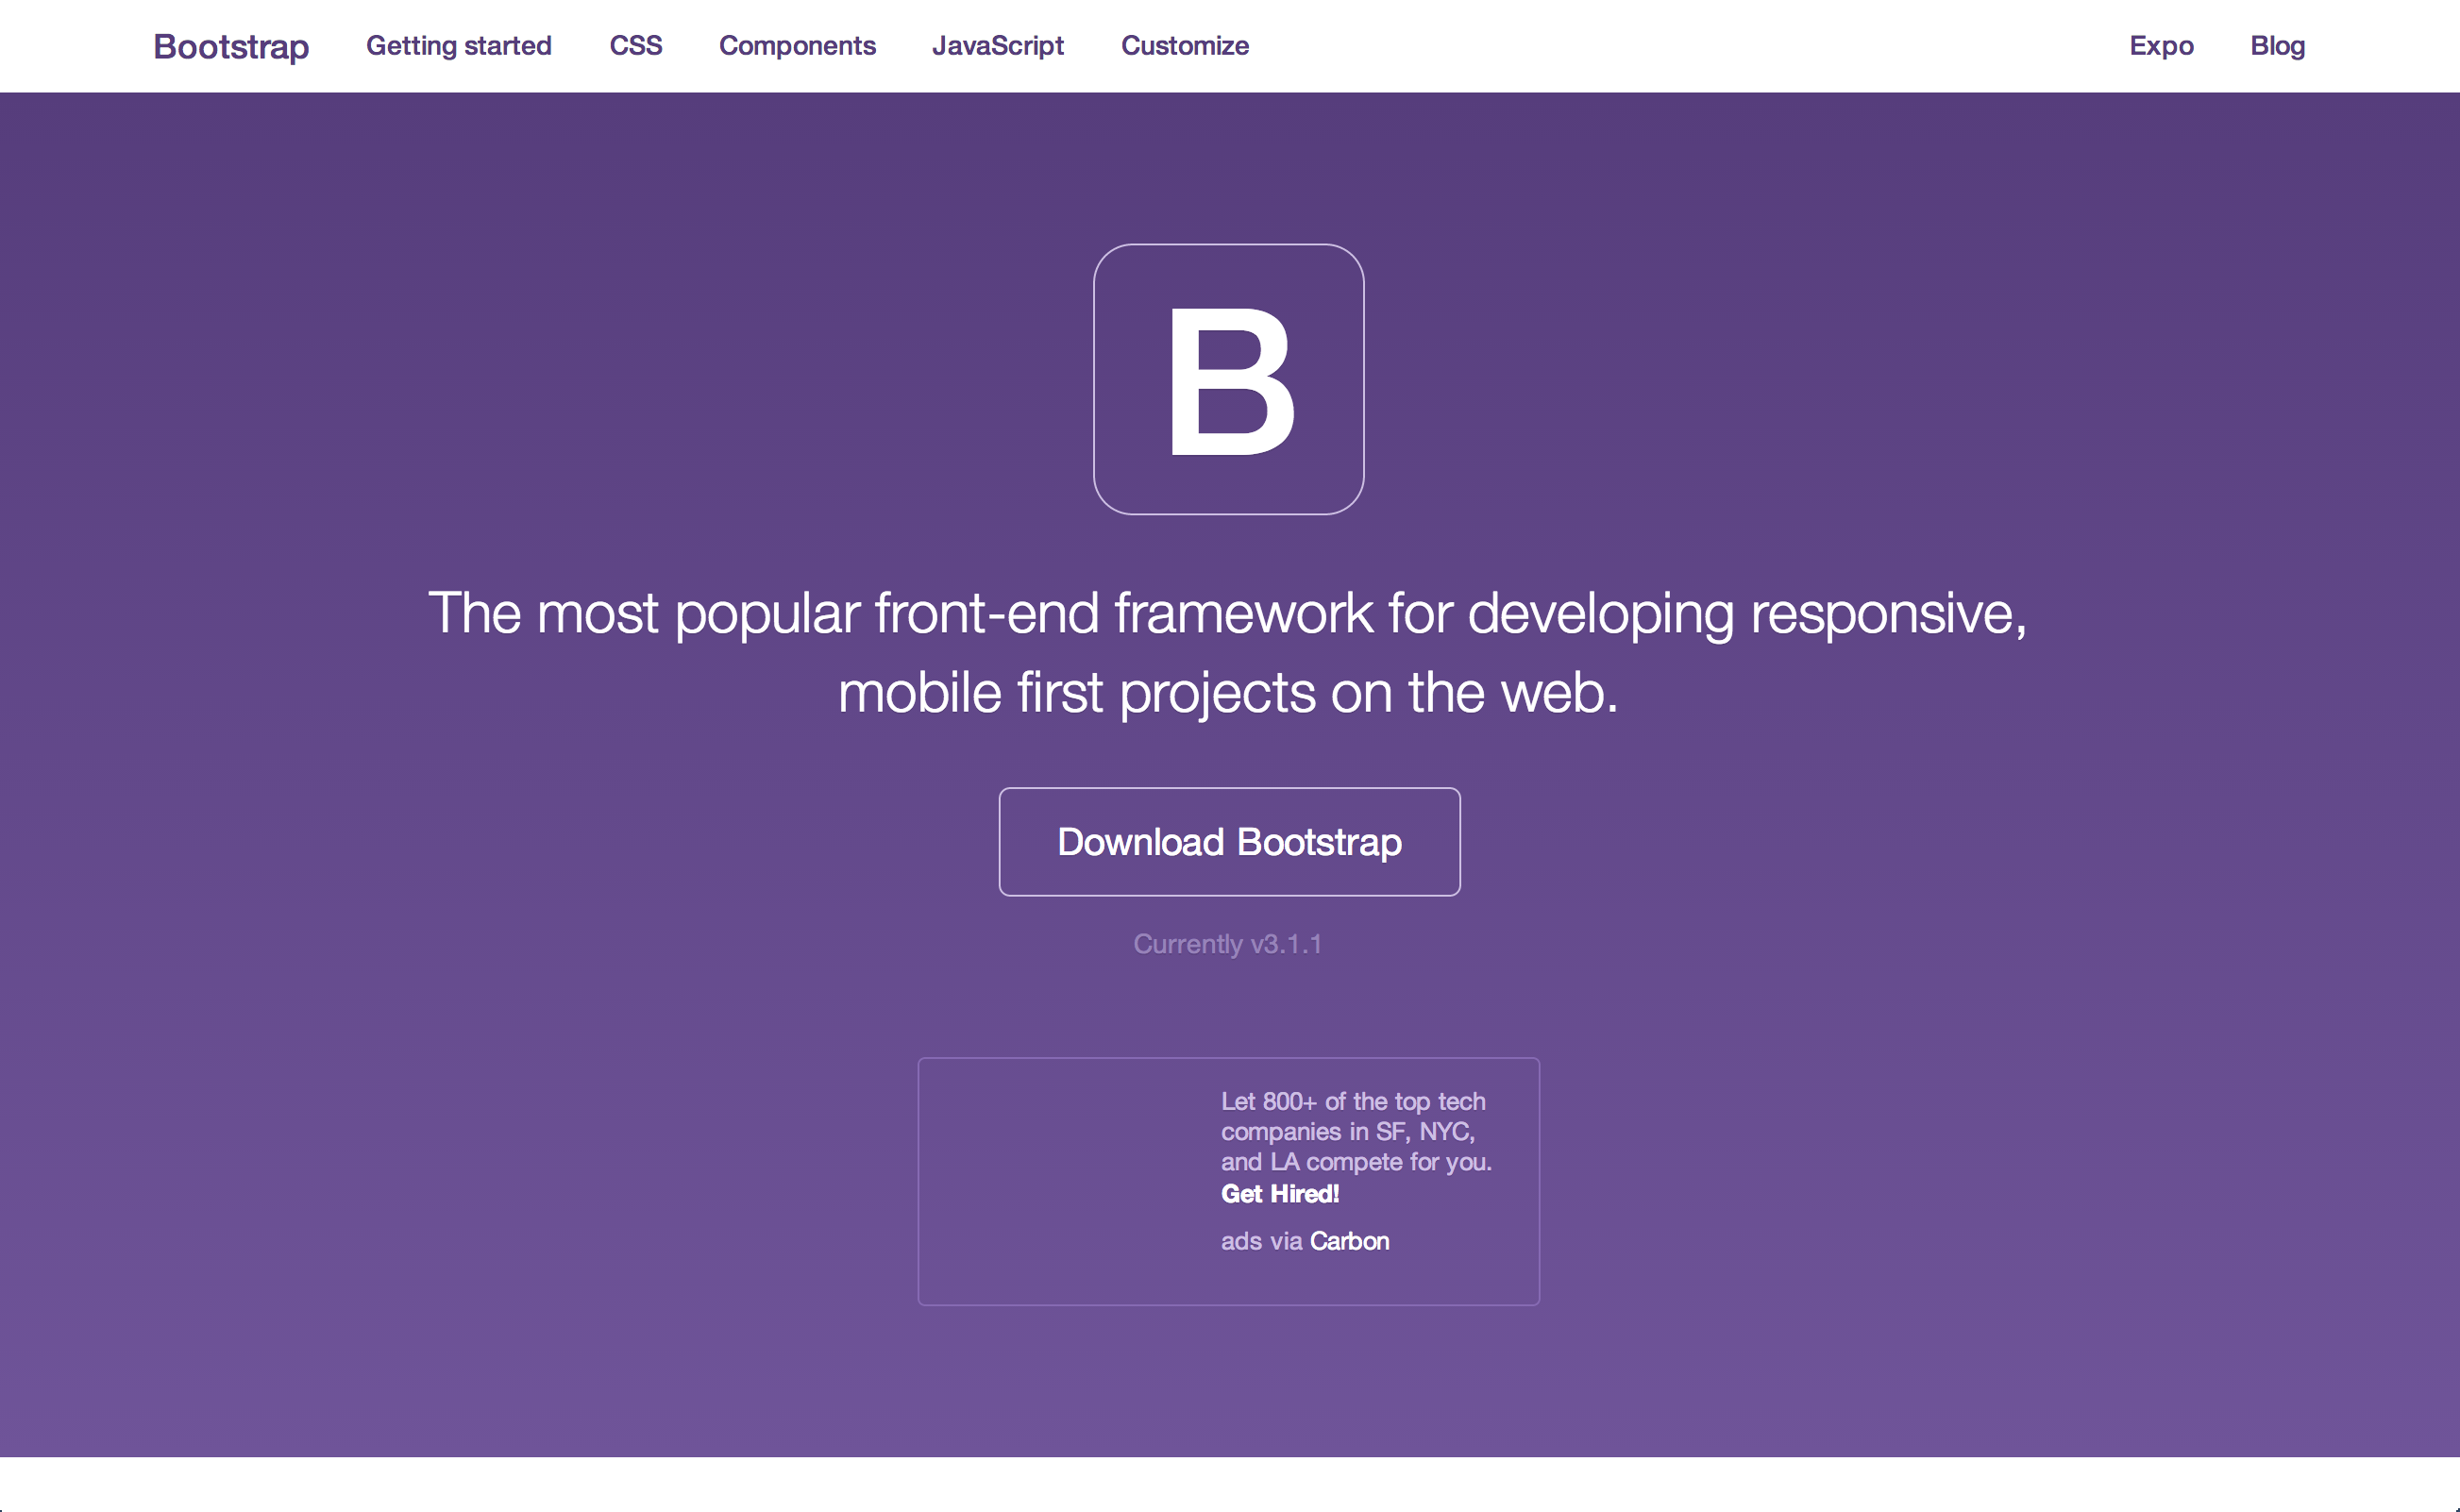 Bootstrap Getting started CSS Components JavaScript Customize Expo Blog
B
The most popular front-end framework for developing responsive,
mobile first projects on the web.
Download Bootstrap
Currently v3.1.1
Let 800+ of the top tech
companies in SF, NYC,
and LA compete for you.
Get Hired!
ads via Carbon